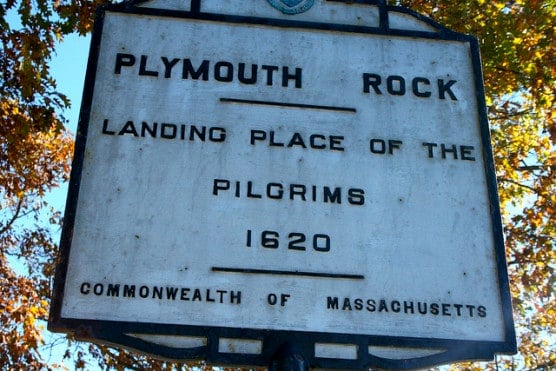 PLYMOUTH ROCK
LANDING PLACE OF THE
PILGRIMS
1620
COMMONWEALTH OF MASSACHUSETTS